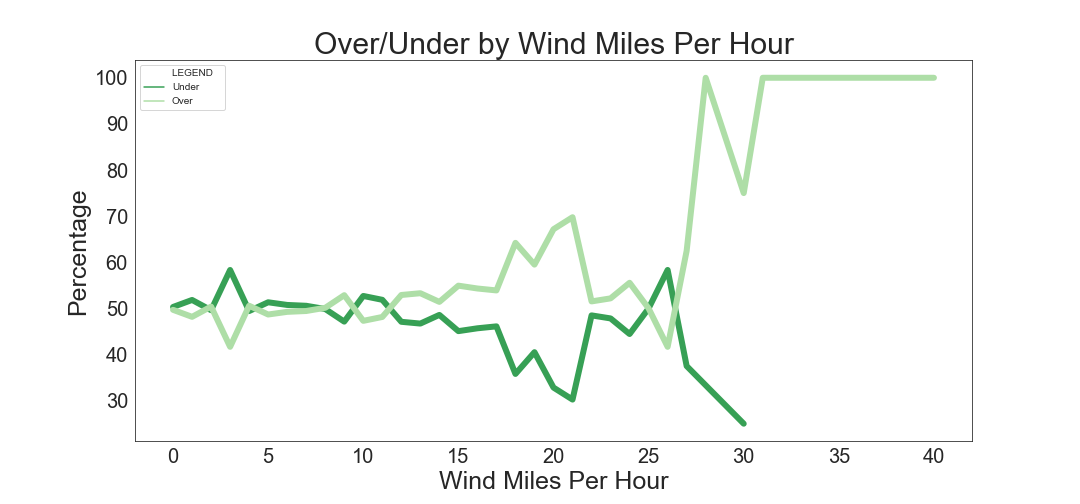 Over/Under by Wind Miles Per Hour
LEGEND
Under
Over
Percentage
100
90
80
70
60
50
40
30
0 5 10 15 20 25 30 35 40
Wind Miles Per Hour